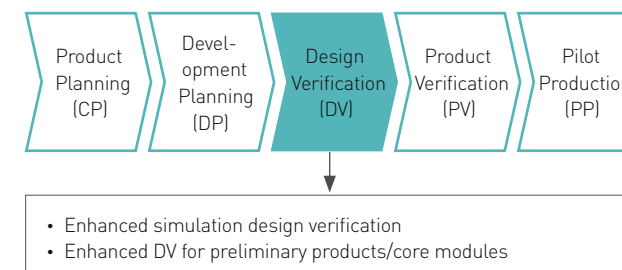 Product
Planning
(CP)
Devel-
opment
Planning
(DP)
Design
Verification
(DV)
Product
Verification
(PV)
Pilot
Production
(PP)
• Enhanced simulation design verification
• Enhanced DV for preliminary products/core modules